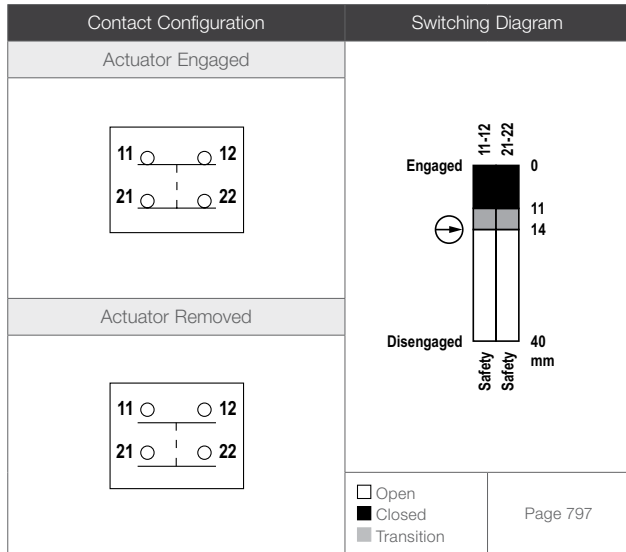 Contact Configuration
Switching Diagram
Actuator Engaged
11 12
21 22
Actuator Removed
11 12
21 22
11-12
21-22
Engaged 0
11
14
Disengaged 40
mm
Safety
Safety
Open
Closed
Transition
Page 797